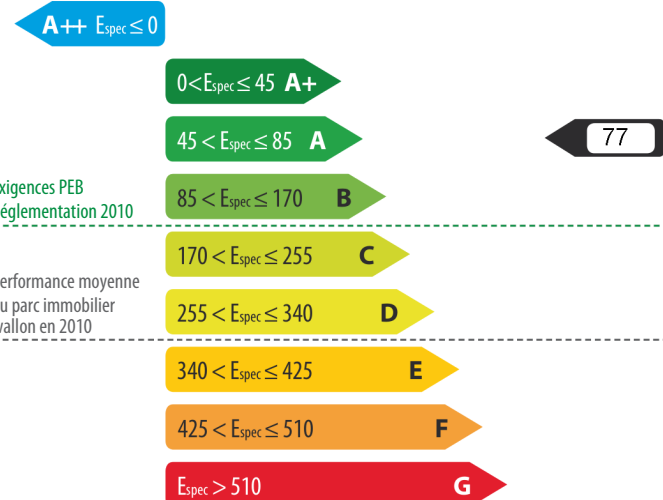 A++ Espec ≤ 0
0<Espec≤ 45 A+
45 < Espec ≤ 85 A
77
xigences PEB
églementation 2010
85 < Espec ≤ 170 B
170 < Espec ≤ 255 C
erformance moyenne
u parc immobilier
wallon en 2010
255 < Espec ≤ 340 D
340 < Espec ≤ 425 E
425 < Espec ≤ 510 F
Espec > 510 G